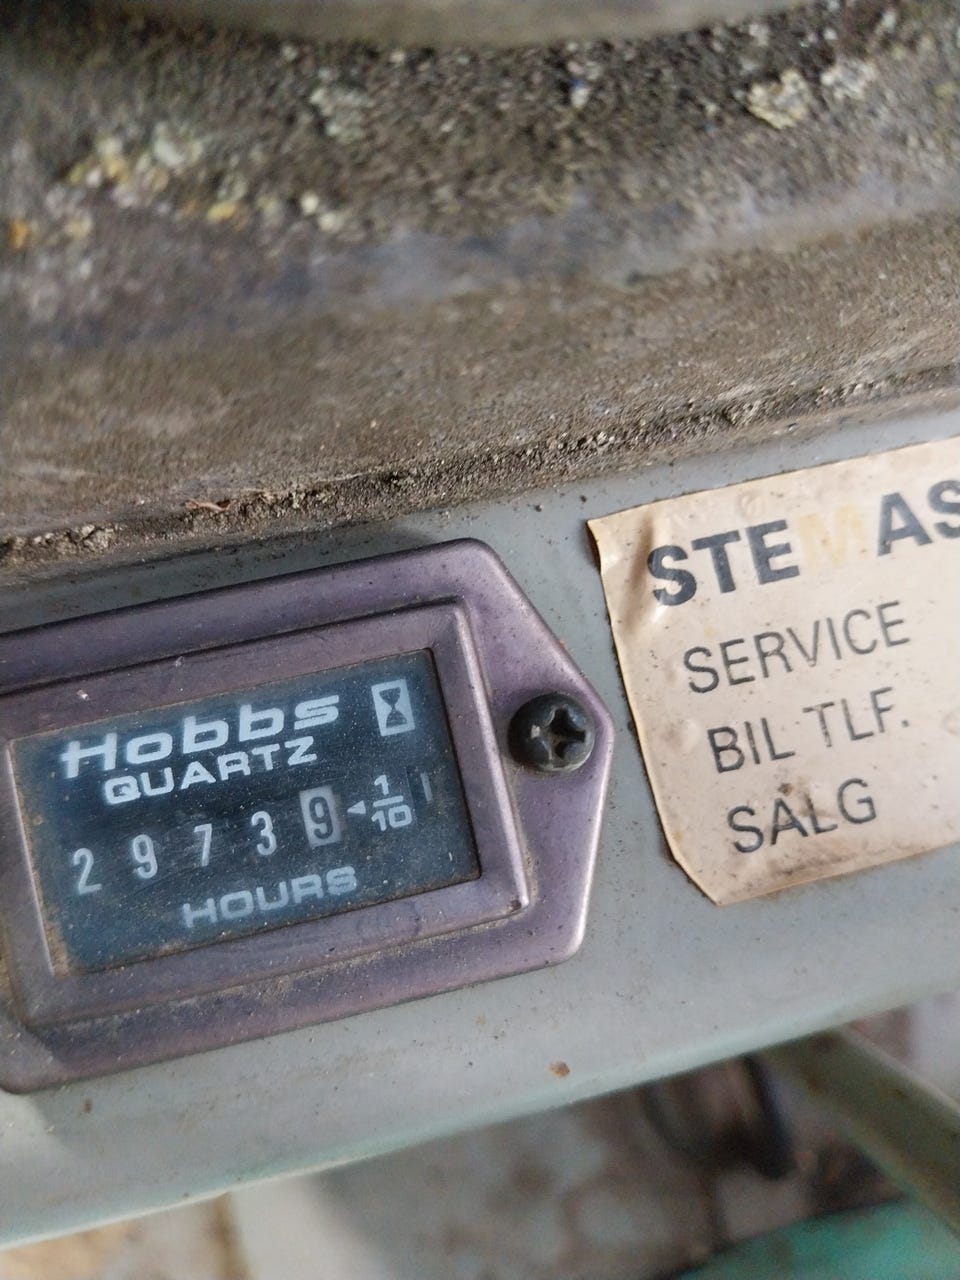 Hobbs
QUARTZ
2 9 7 3 9 ◄ 1/10
HOURS
STEMAS
SERVICE
BIL TLF.
SALG